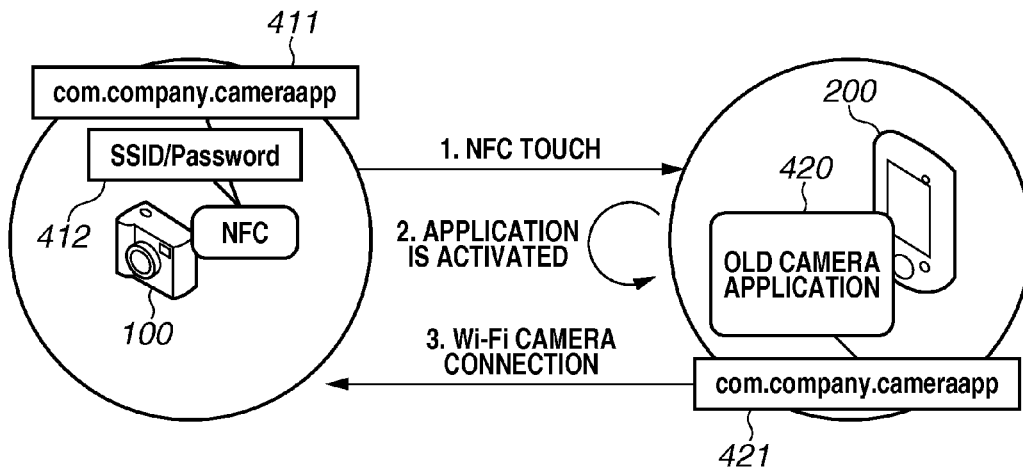 411
com.company.cameraapp
SSID/Password
412
NFC
100
1. NFC TOUCH
2. APPLICATION
IS ACTIVATED
3. Wi-Fi CAMERA
CONNECTION
200
420
OLD CAMERA
APPLICATION
com.company.cameraapp
421